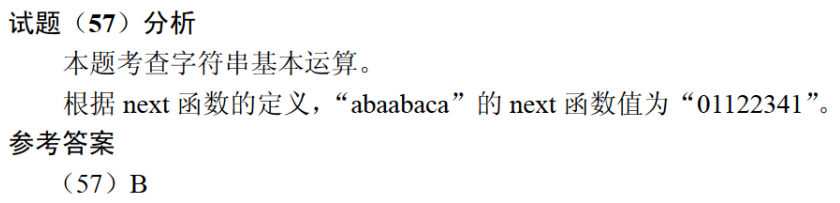 试题（57）分析
本题考查字符串基本运算。
根据 next 函数的定义，“abaabaca”的 next 函数值为“01122341”。
参考答案
（57）B